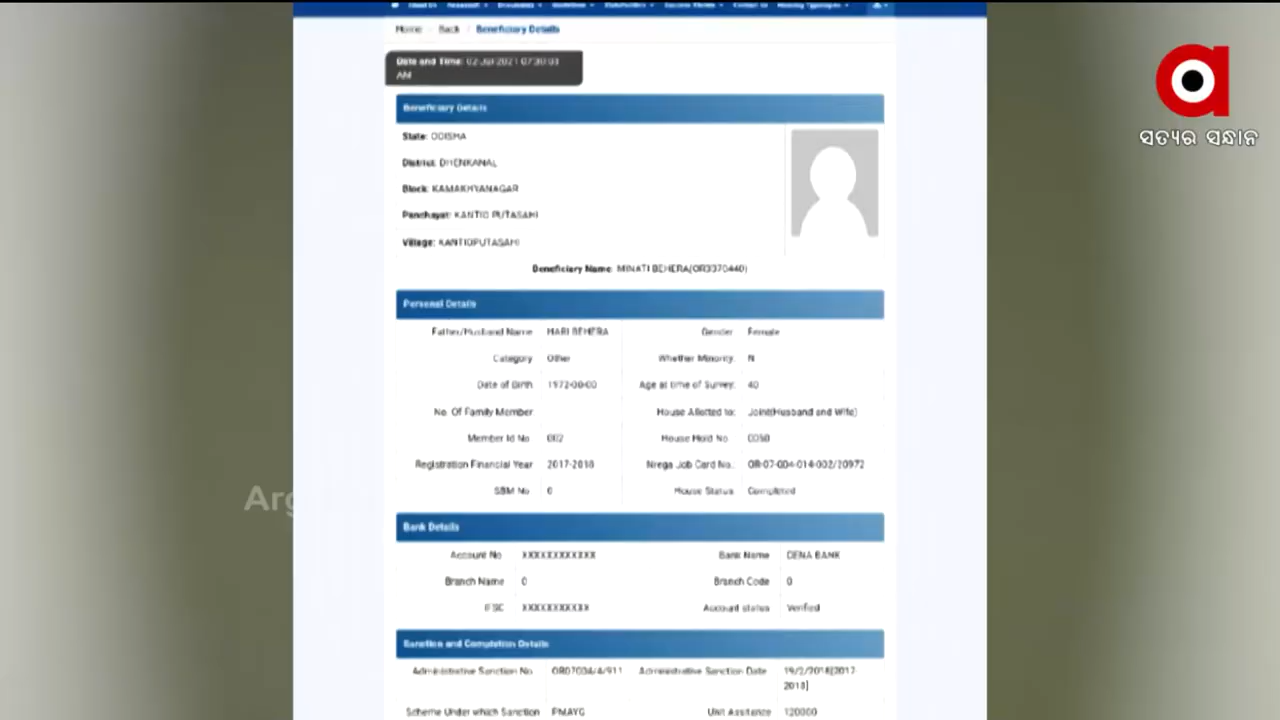 About Us
Contact Us
Home Back Beneficiary Details
Date and Time: 02-Jul-2021 07:30:03
AM
ସତ୍ୟର ସନ୍ଧାନ
Beneficiary Details
State: ODISHA
District: DHENKANAL
Block: KAMAKHYANAGAR
Panchayat: KANTIO PUTASAHI
Village: KANTIOPUTASAHI
Beneficiary Name: MINATI BEHERA(OR3370440)
Personal Details
Father/Husband Name HARI BEHERA Gender Female
Category Other Whether Minority: N
Date of Birth 1972-00-00 Age at time of Survey: 40
No. Of Family Member House Allotted to: Joint(Husband and Wife)
Member Id No 002 House Hold No.
Registration Financial Year 2017-2018 Nrega Job Card No.: OR-07-004-014-002/20972
SBM No 0 House Status Completed
Arg
Bank Details
Account No XXXXXXXXXXXX Bank Name DENA BANK
Branch Name 0 Branch Code 0
IFSC XXXXXXXXXXX Account status Verified
Sanction and Completion Details
Administrative Sanction No Administrative Sanction Date 19/2/2018[2017-
2018]
Scheme Under which Sanction PMAYG Unit Assitance 120000